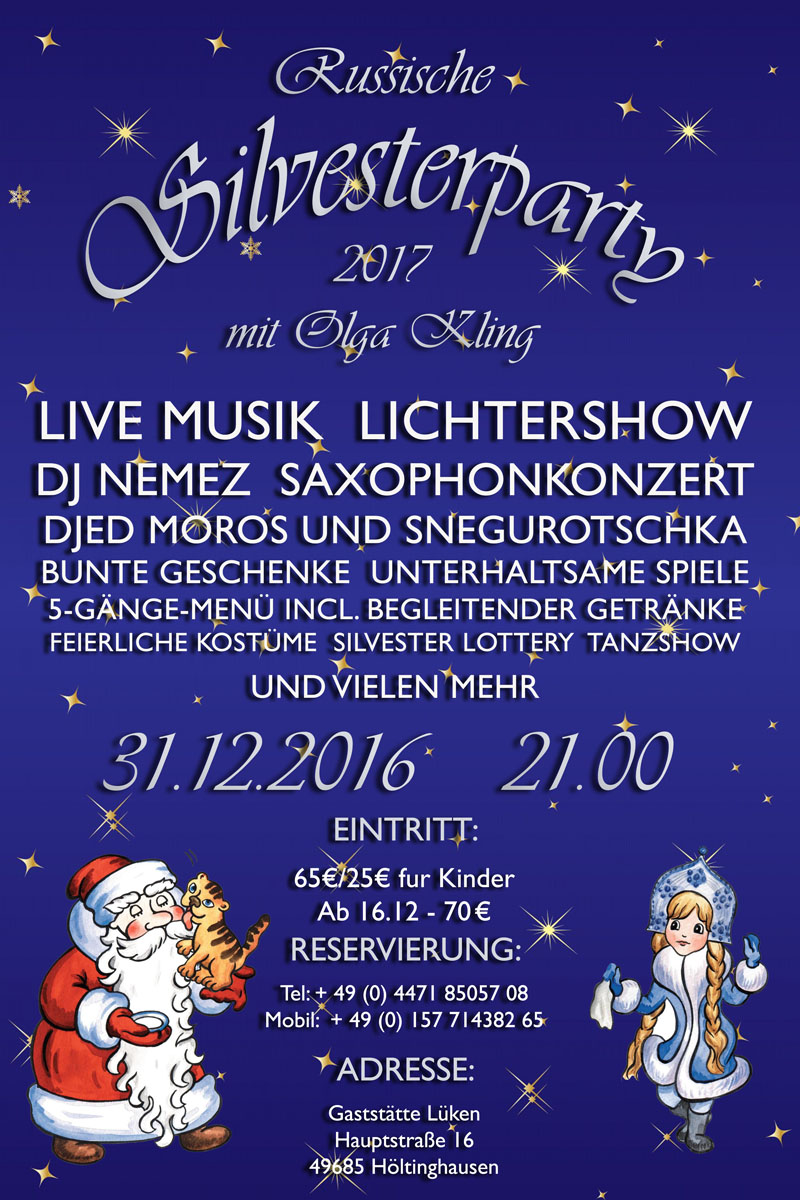 Russische
Silvesterparty
2017
mit Olga Kling
LIVE MUSIK LICHTERSHOW
DJ NEMEZ SAXOPHONKONZERT
DJED MOROS UND SNEGUROTSCHKA
BUNTE GESCHENKE UNTERHALTSAME SPIELE
5-GÄNGE-MENÜ INCL. BEGLEITENDER GETRÄNKE
FEIERLICHE KOSTÜME SILVESTER LOTTERY TANZSHOW
UND VIELEN MEHR
31.12.2016 21.00
EINTRITT:
65€/25€ fur Kinder
Ab 16.12 - 70€
RESERVIERUNG:
Tel: + 49 (0) 4471 85057 08
Mobil: + 49 (0) 157 714382 65
ADRESSE:
Gaststätte Lüken
Hauptstraße 16
49685 Höltinghausen